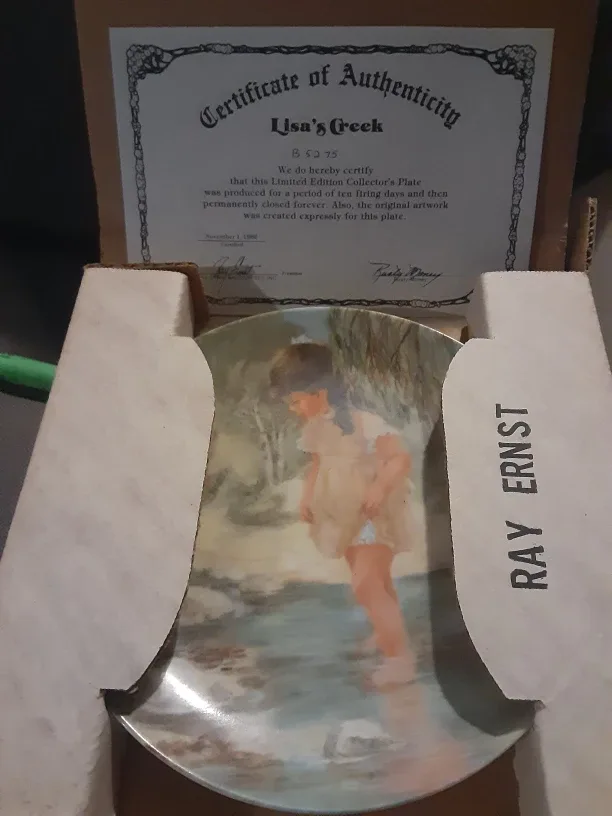 Certificate of Authenticity
Lisa's Creek
B 5275
We do hereby certify
that this Limited Edition Collector's Plate
was produced for a period of ten firing days and then
permanently closed forever. Also, the original artwork
was created expressly for this plate.
November 1,
RAY ERNST